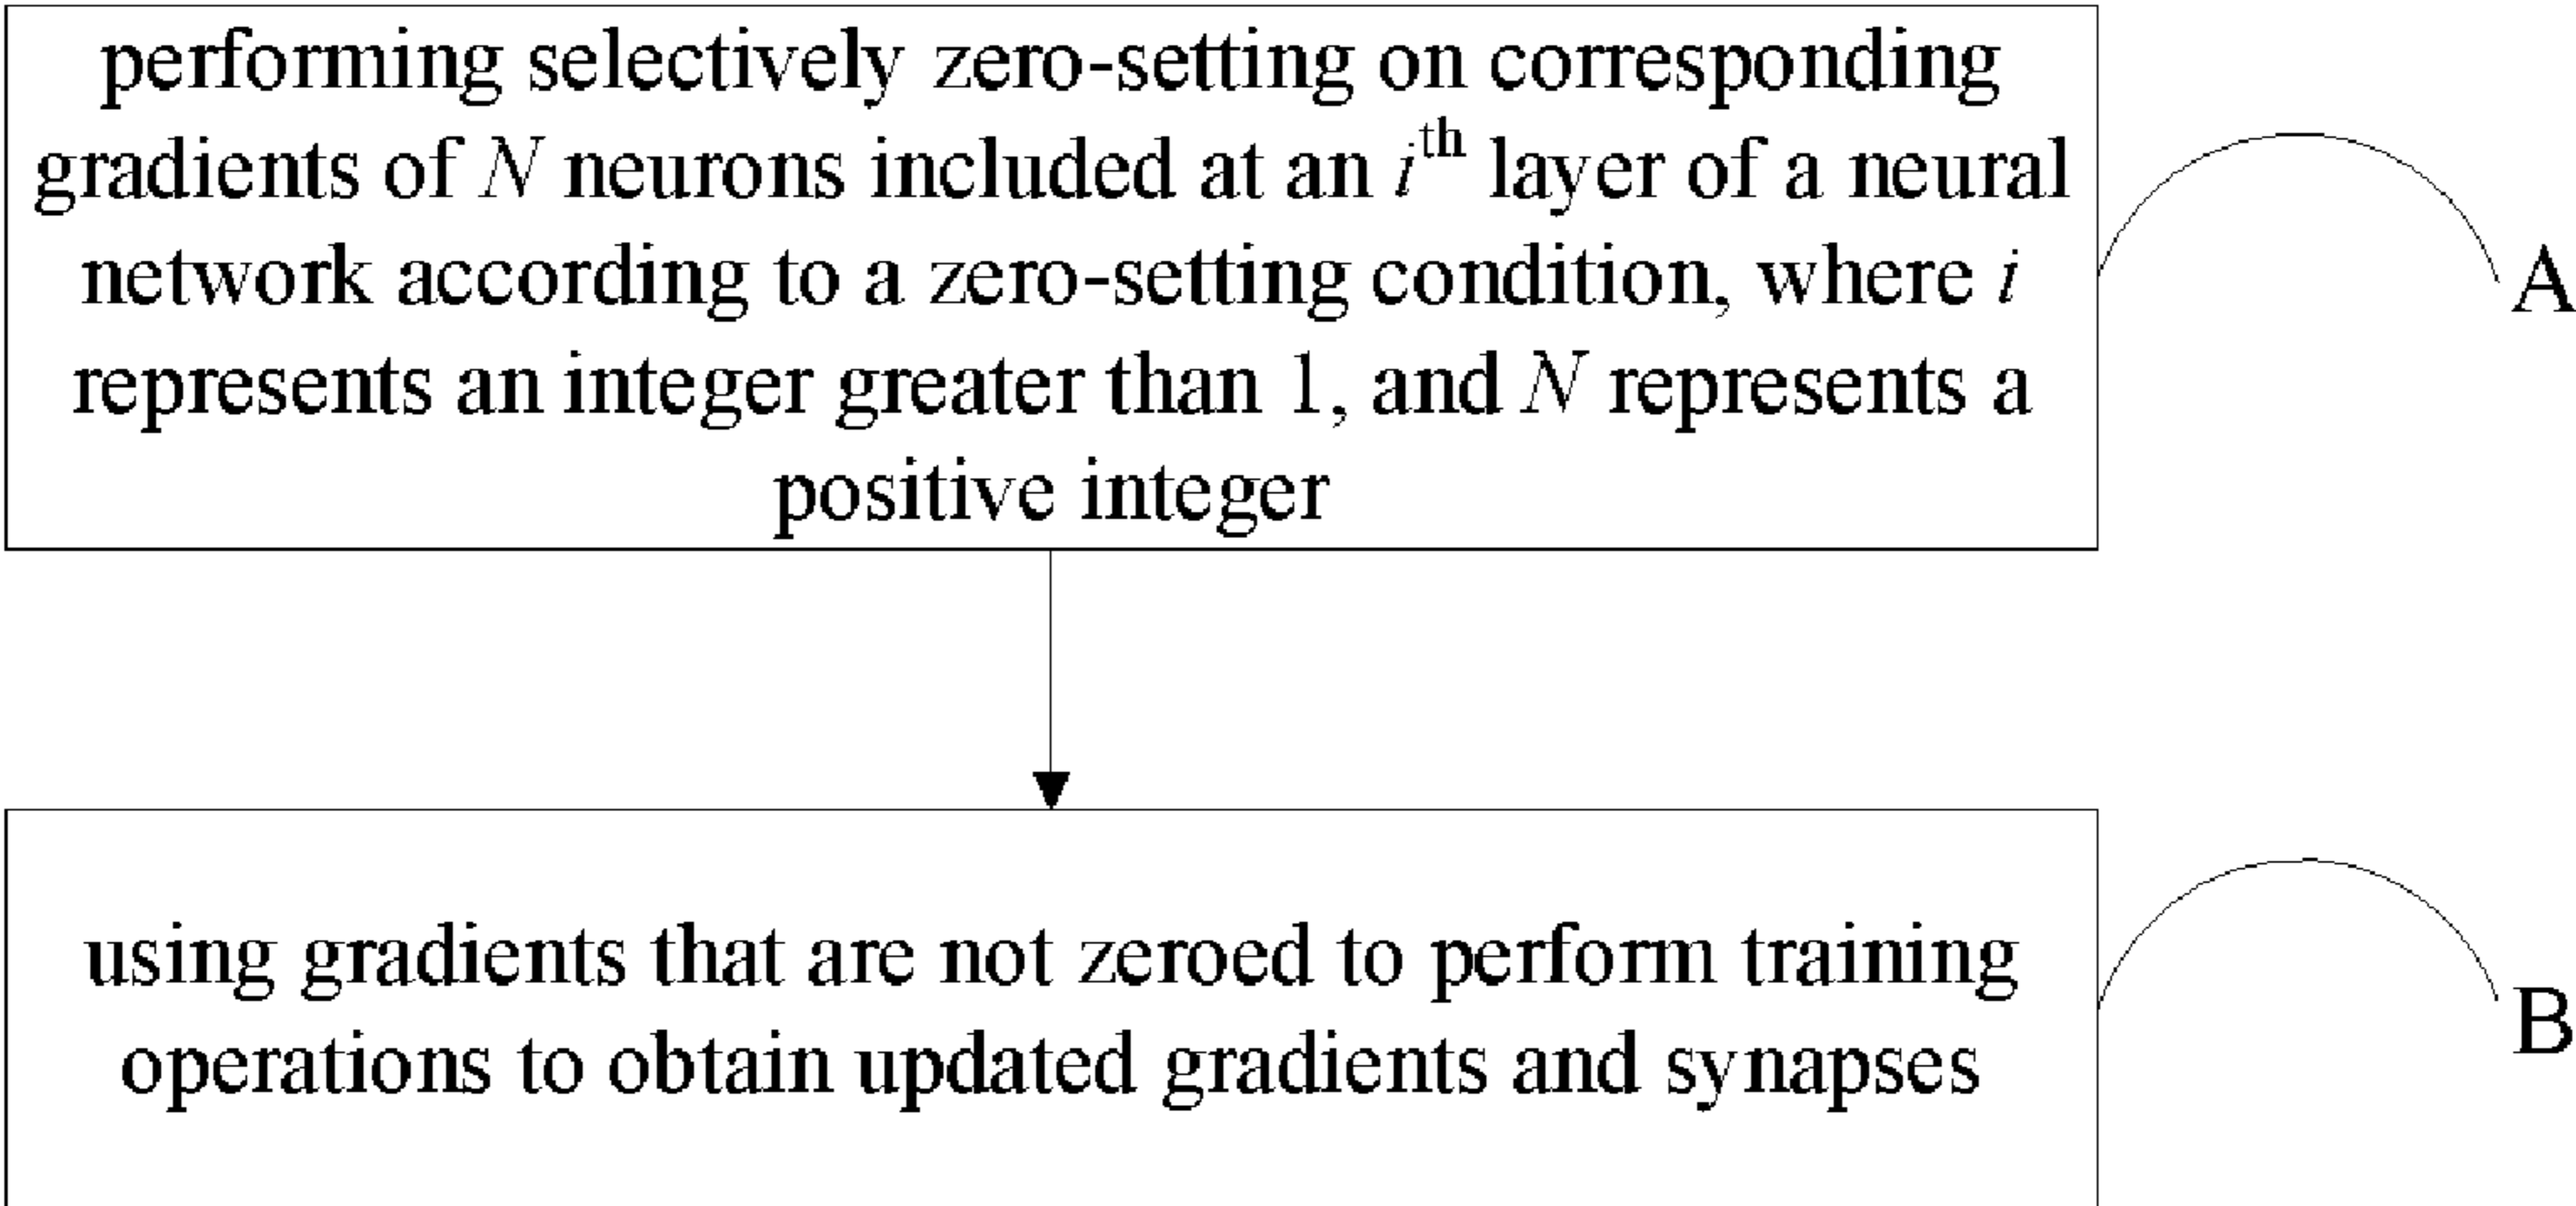 performing selectively zero-setting on corresponding
gradients of N neurons included at an i^th layer of a neural
network according to a zero-setting condition, where i
represents an integer greater than 1, and N represents a
positive integer
A
using gradients that are not zeroed to perform training
operations to obtain updated gradients and synapses
B